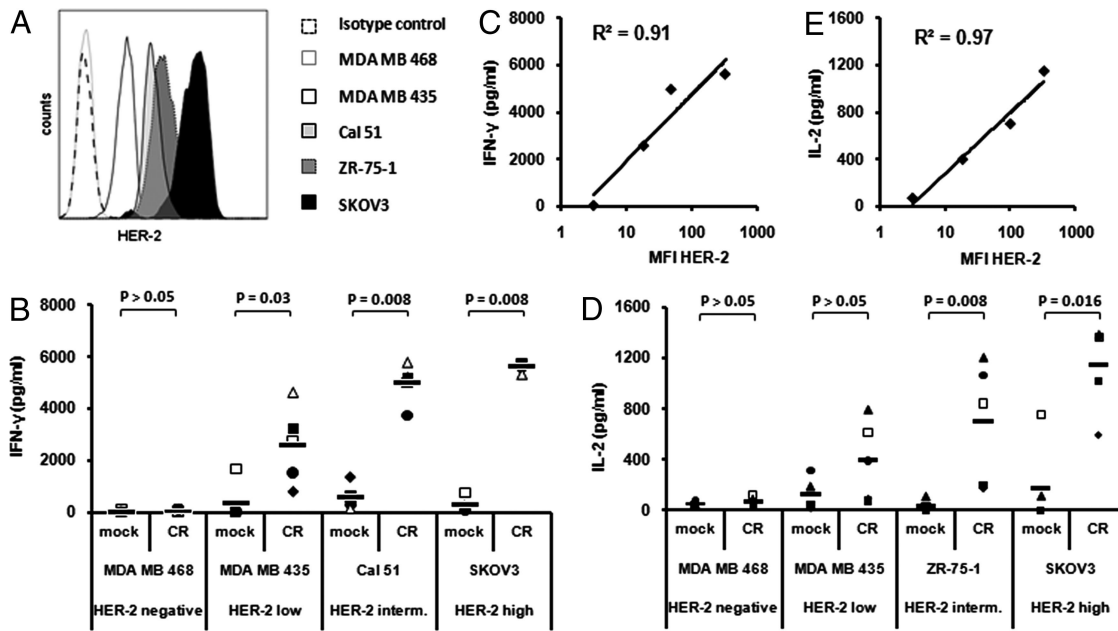 A
counts
HER-2
Isotype control
MDA MB 468
MDA MB 435
Cal 51
ZR-75-1
SKOV3
C
IFN-γ (pg/ml)
8000
6000
4000
2000
0
R² = 0.91
1 10 100 1000
MFI HER-2
E
IL-2 (pg/ml)
1600
1200
800
400
0
R² = 0.97
1 10 100 1000
MFI HER-2
B
IFN-γ (pg/ml)
8000
6000
4000
2000
0
P > 0.05 P = 0.03 P = 0.008 P = 0.008
mock CR mock CR mock CR mock CR
MDA MB 468 MDA MB 435 Cal 51 SKOV3
HER-2 negative HER-2 low HER-2 interm. HER-2 high
D
IL-2 (pg/ml)
1600
1200
800
400
0
P > 0.05 P > 0.05 P = 0.008 P = 0.016
mock CR mock CR mock CR mock CR
MDA MB 468 MDA MB 435 ZR-75-1 SKOV3
HER-2 negative HER-2 low HER-2 interm. HER-2 high